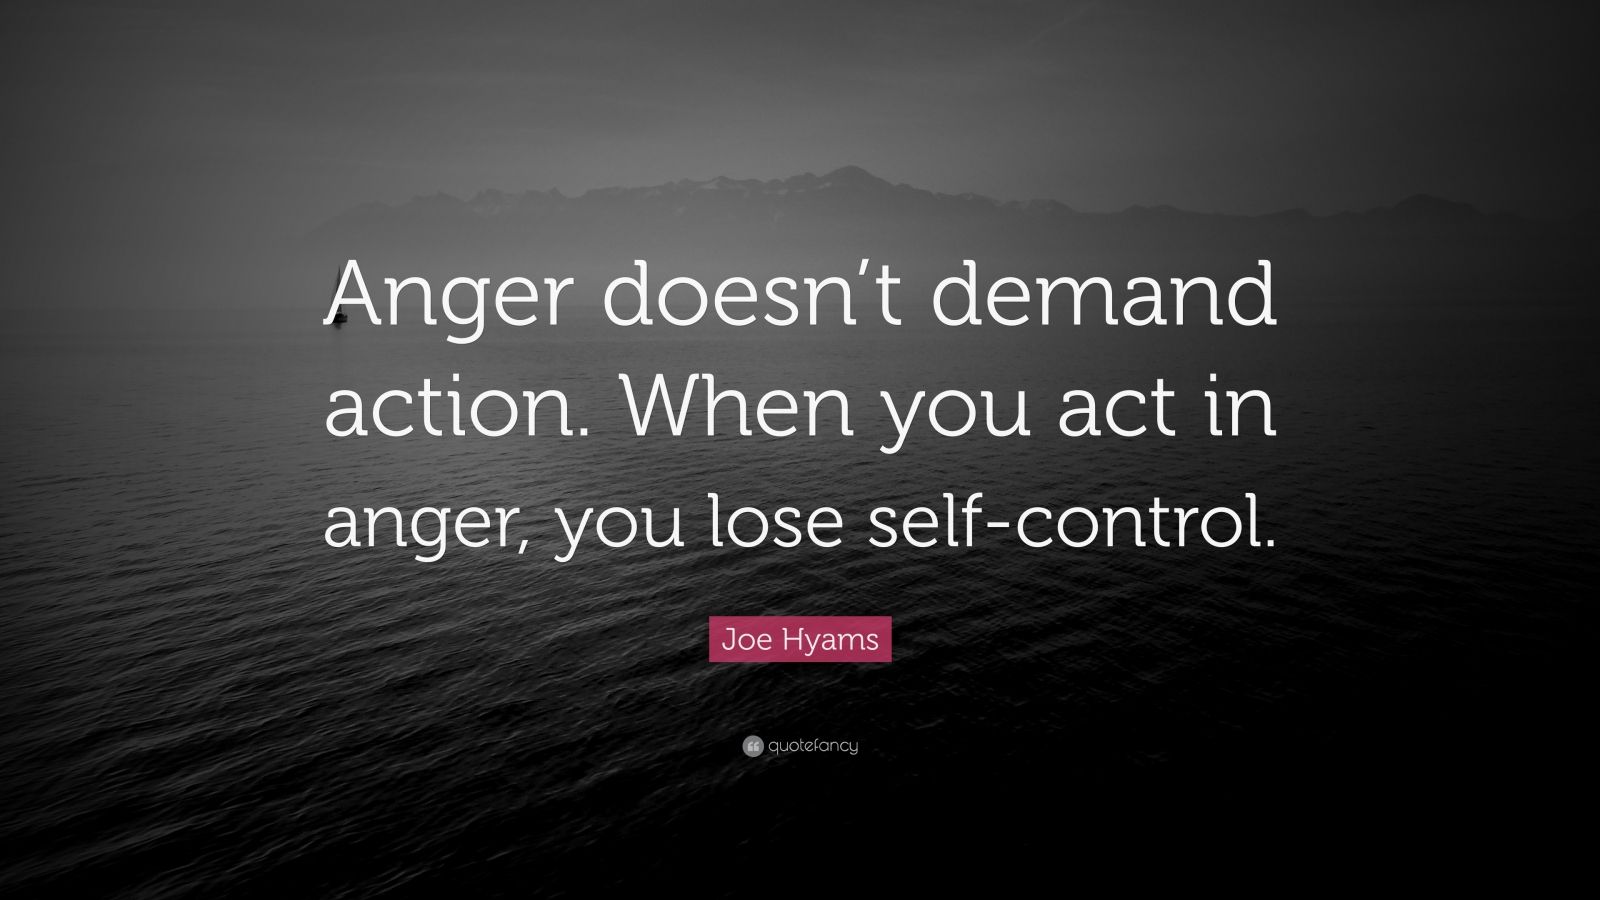 Anger doesn’t demand
action. When you act in
anger, you lose self-control.
Joe Hyams
quotefancy